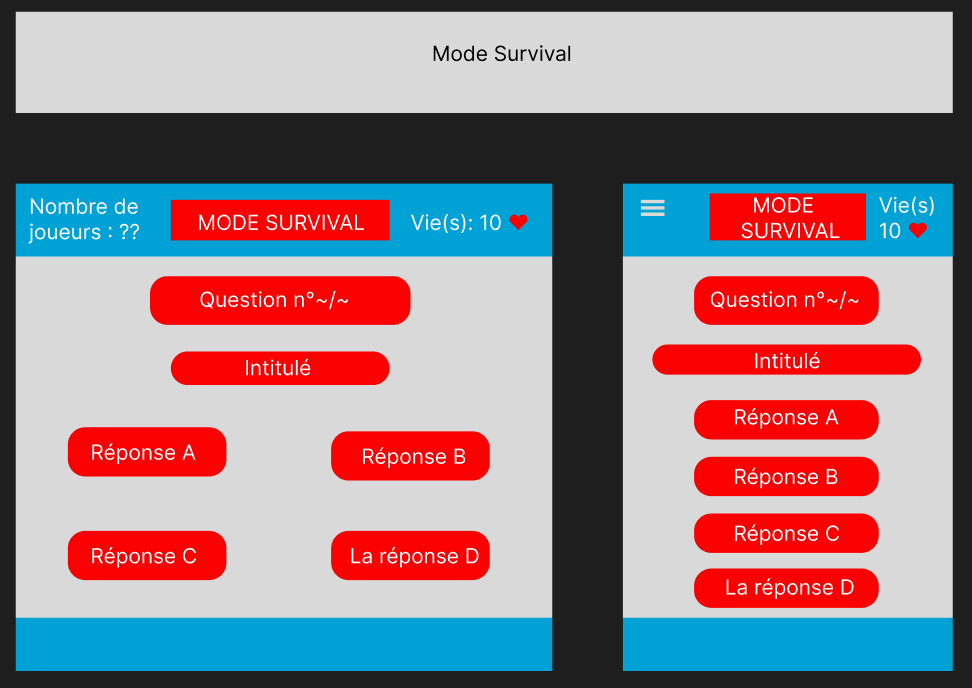 Mode Survival
Nombre de
joueurs : ??
MODE SURVIVAL
Vie(s): 10
Question n°~/~
Intitulé
Réponse A
Réponse B
Réponse C
La réponse D
MODE
SURVIVAL
Vie(s)
10
Question n°~/~
Intitulé
Réponse A
Réponse B
Réponse C
La réponse D